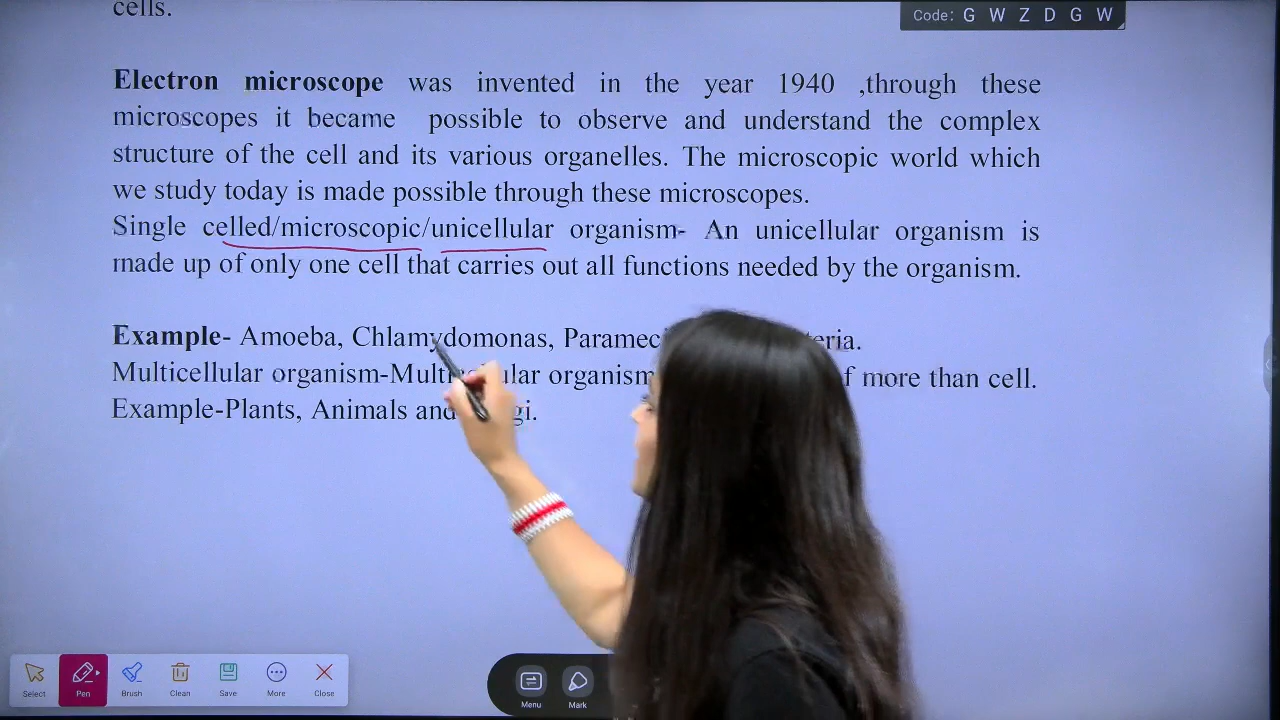 cells.
Code: G W Z D G W
Electron microscope was invented in the year 1940 ,through these
microscopes it became possible to observe and understand the complex
structure of the cell and its various organelles. The microscopic world which
we study today is made possible through these microscopes.
Single celled/microscopic/unicellular organism- An unicellular organism is
made up of only one cell that carries out all functions needed by the organism.
Example- Amoeba, Chlamydomonas,
Multicellular organism- organism more than cell.
Example-Plants, Animals and
Select Pen Brush Clean Save More Close
Menu Mark